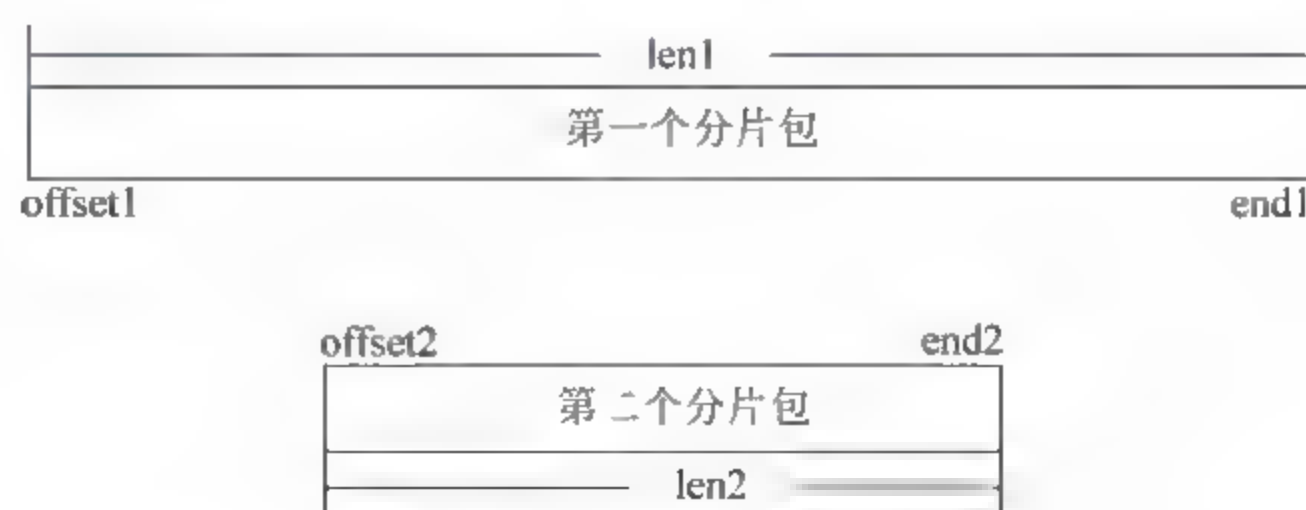 len1
第一个分片包
offset1
end1
offset2
end2
第二个分片包
len2